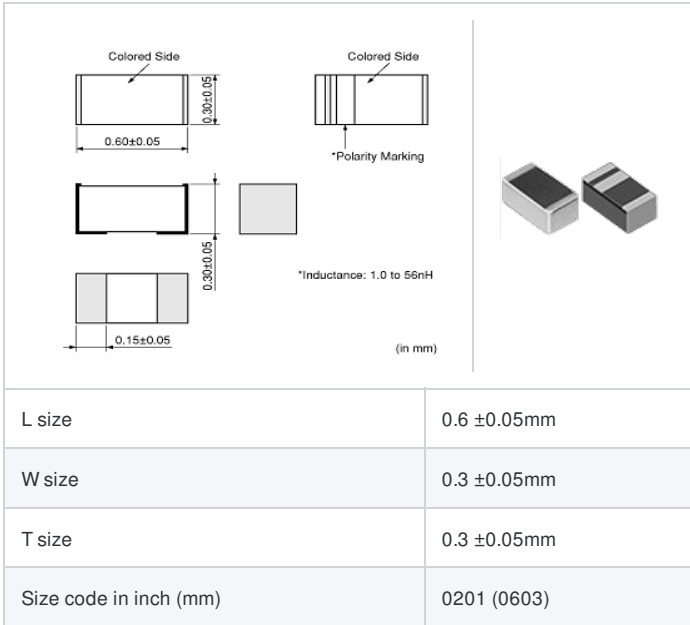 Colored Side
0.30±0.05
0.60±0.05
Colored Side
*Polarity Marking
0.30±0.05
*Inductance: 1.0 to 56nH
0.15±0.05
(in mm)
L size 0.6 ±0.05mm
W size 0.3 ±0.05mm
T size 0.3 ±0.05mm
Size code in inch (mm) 0201 (0603)